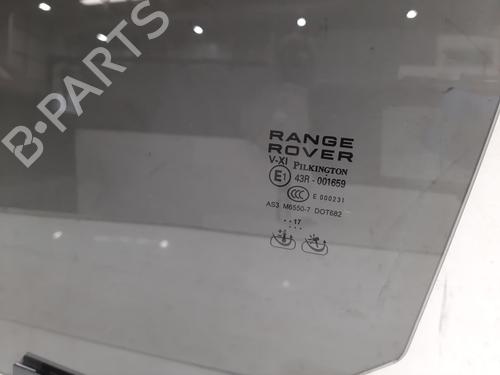 B-PARTS
RANGE
ROVER
V-XI PILKINGTON
E1 43R - 001659
CCC E 000231
AS3 M6550-7 DOT682
..17
....